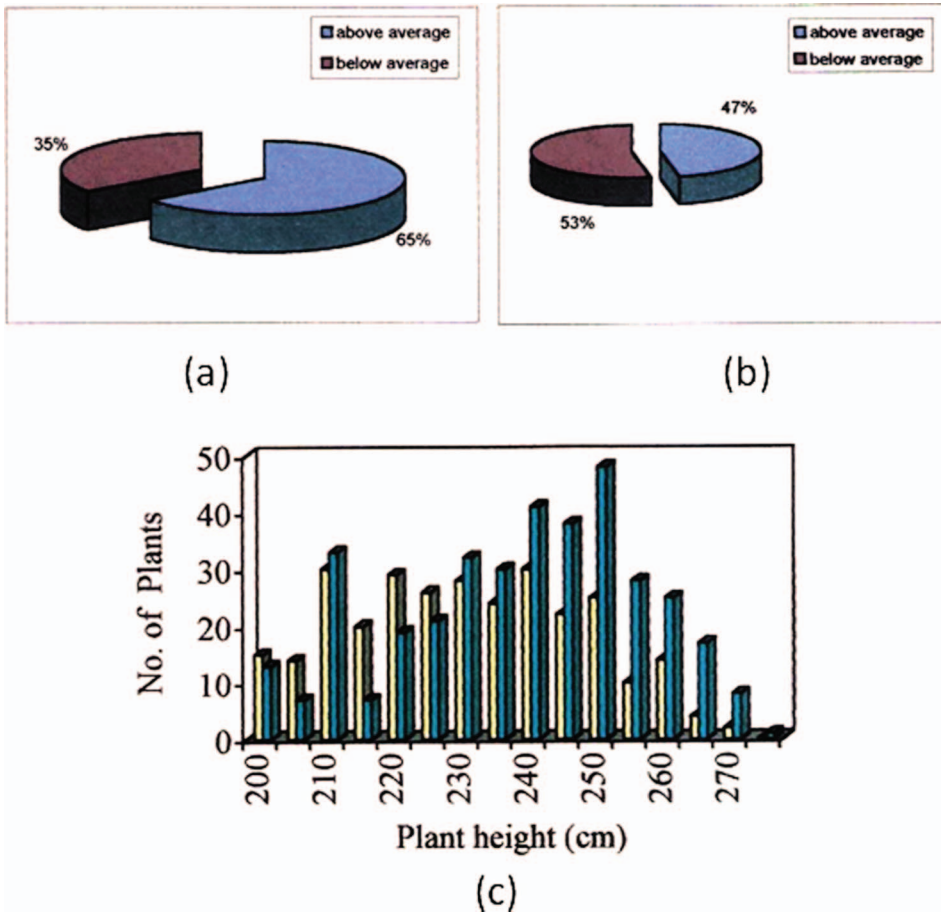 above average
below average
35%
65%
(a)
above average
below average
47%
53%
(b)
No. of Plants
50
40
30
20
10
0
200
210
220
230
240
250
260
270
Plant height (cm)
(c)